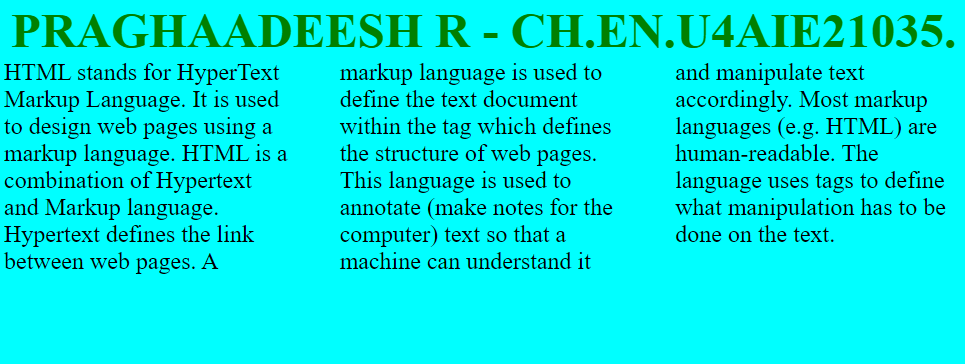 PRAGHAADEESH R - CH.EN.U4AIE21035.
HTML stands for HyperText
Markup Language. It is used
to design web pages using a
markup language. HTML is a
combination of Hypertext
and Markup language.
Hypertext defines the link
between web pages. A
markup language is used to
define the text document
within the tag which defines
the structure of web pages.
This language is used to
annotate (make notes for the
computer) text so that a
machine can understand it
and manipulate text
accordingly. Most markup
languages (e.g. HTML) are
human-readable. The
language uses tags to define
what manipulation has to be
done on the text.